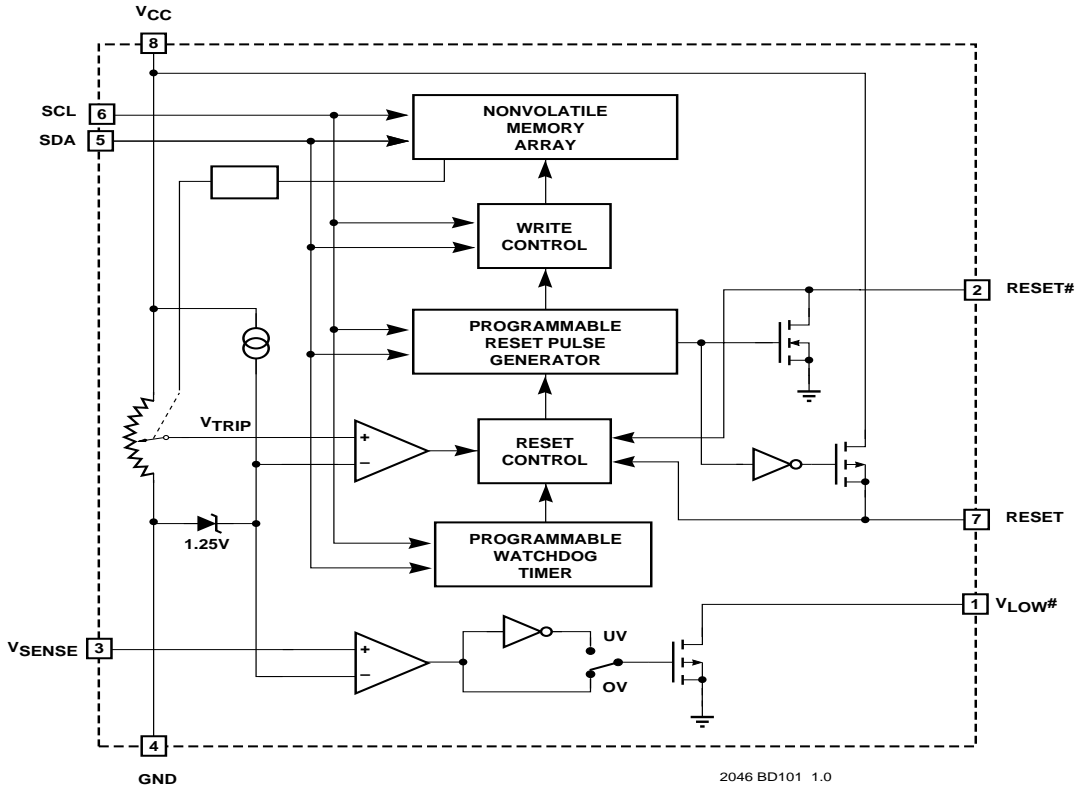 VCC
8
SCL
6
SDA
5
NONVOLATILE
MEMORY
ARRAY
WRITE
CONTROL
2
RESET#
PROGRAMMABLE
RESET PULSE
GENERATOR
VTRIP
+
−
RESET
CONTROL
1.25V
PROGRAMMABLE
WATCHDOG
TIMER
7
RESET
1
VLOW#
VSENSE
3
+
−
UV
OV
4
GND
2046 BD101 1.0